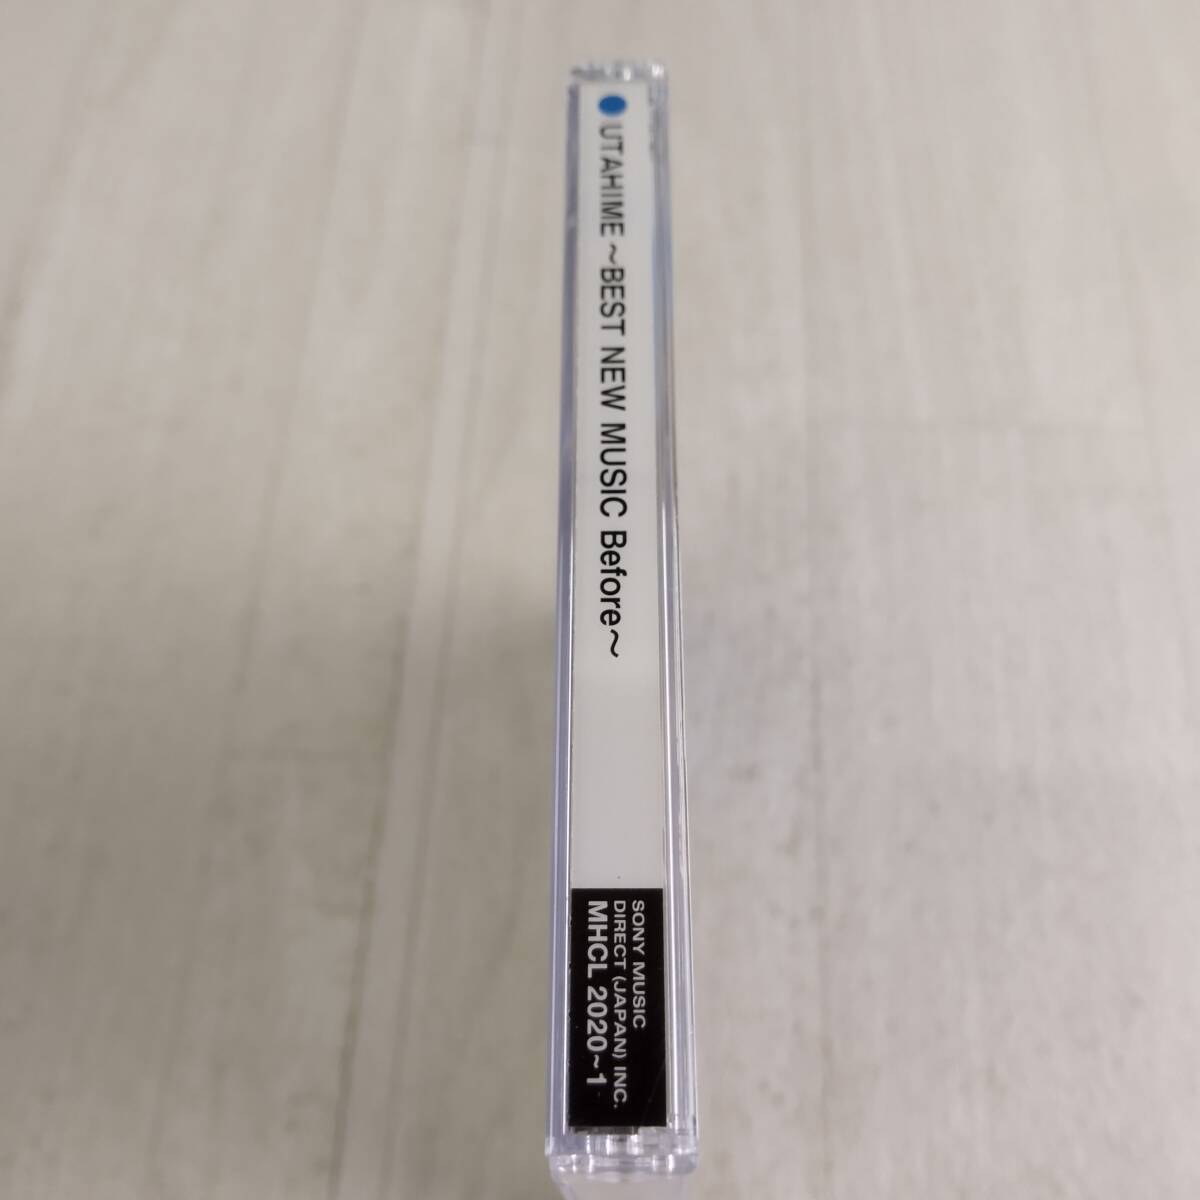 UTAHIME～BEST NEW MUSIC Before～
SONY MUSIC
DIRECT (JAPAN) INC.
MHCL 2020~1